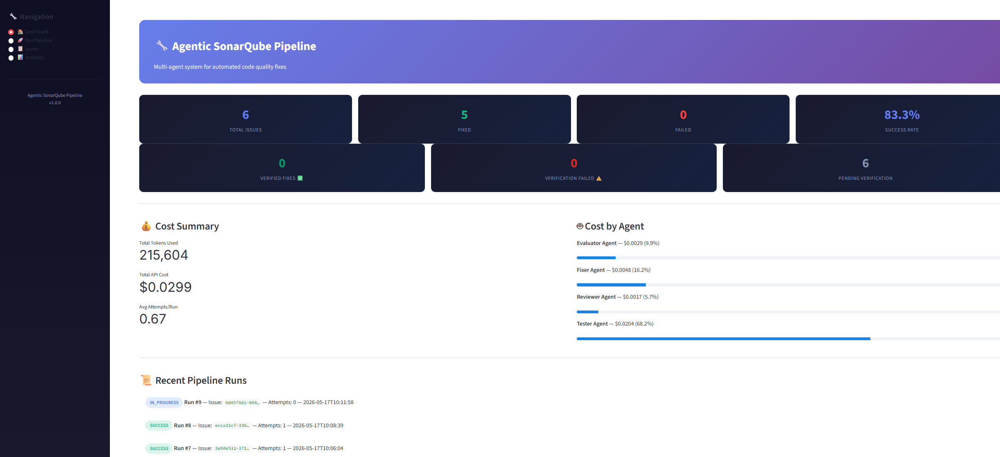 Navigation
Dashboard
Run Pipeline
Issues
Analytics
Agentic SonarQube Pipeline
v1.0.0
Agentic SonarQube Pipeline
Multi-agent system for automated code quality fixes
6
TOTAL ISSUES
5
FIXED
0
FAILED
83.3%
SUCCESS RATE
0
VERIFIED FIXES ✅
0
VERIFICATION FAILED ⚠️
6
PENDING VERIFICATION
Cost Summary
Total Tokens Used
215,604
Total API Cost
$0.0299
Avg Attempts/Run
0.67
Cost by Agent
Evaluator Agent — $0.0029 (9.9%)
Fixer Agent — $0.0048 (16.2%)
Reviewer Agent — $0.0017 (5.7%)
Tester Agent — $0.0204 (68.2%)
Recent Pipeline Runs
IN_PROGRESS Run #9 — Issue: 0d45f0d1-808… — Attempts: 0 — 2026-05-17T10:11:58
SUCCESS Run #8 — Issue: ecca32cf-33b… — Attempts: 1 — 2026-05-17T10:08:39
SUCCESS Run #7 — Issue: 2e0de511-171… — Attempts: 1 — 2026-05-17T10:06:04